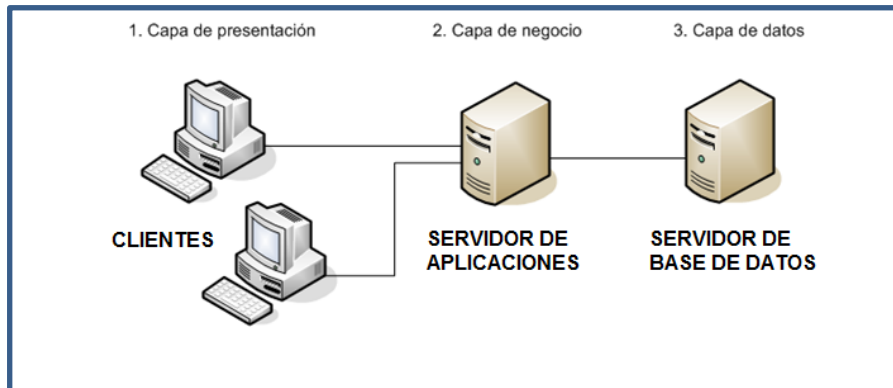 1. Capa de presentación
2. Capa de negocio
3. Capa de datos
CLIENTES
SERVIDOR DE
APLICACIONES
SERVIDOR DE
BASE DE DATOS